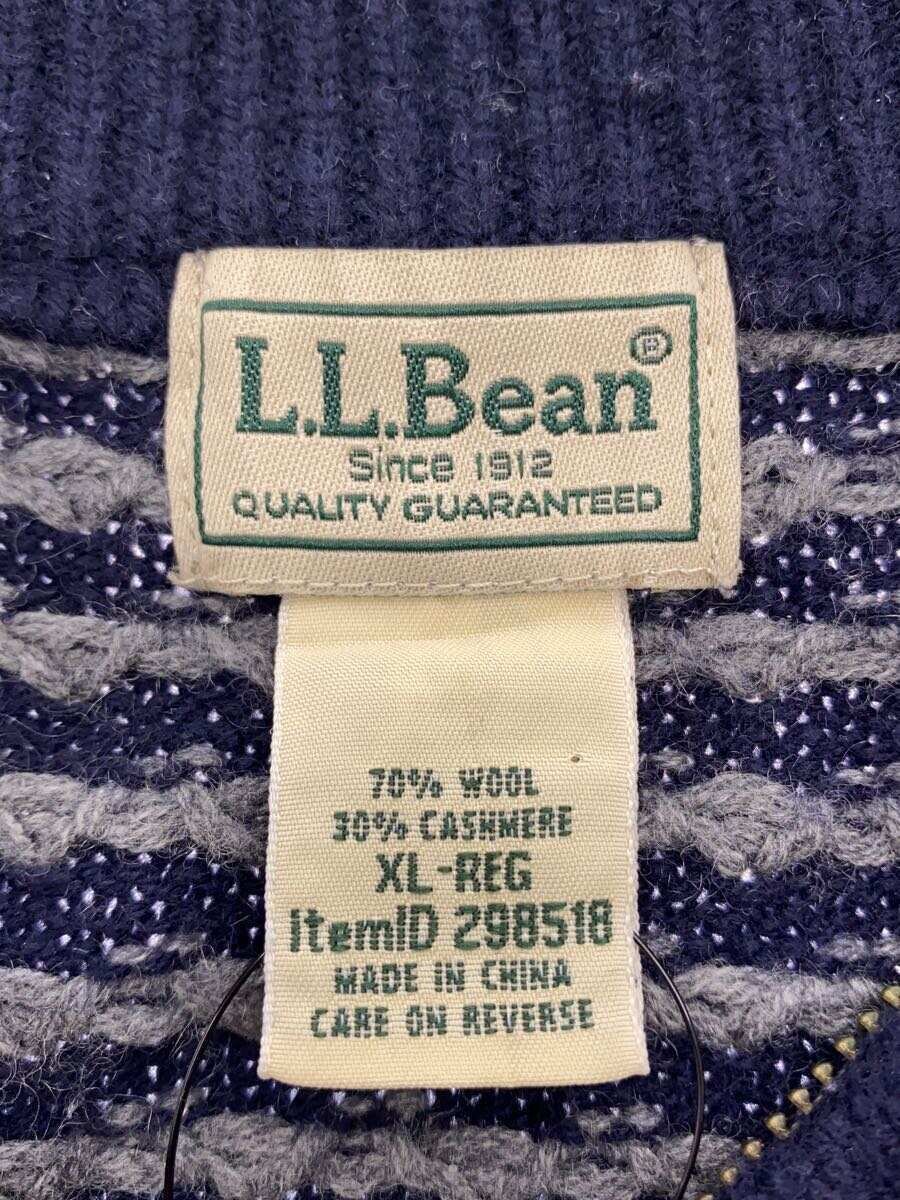 L.L.Bean®
Since 1912
QUALITY GUARANTEED
70% WOOL
30% CASHMERE
XL-REG
ItemID 298518
MADE IN CHINA
CARE ON REVERSE